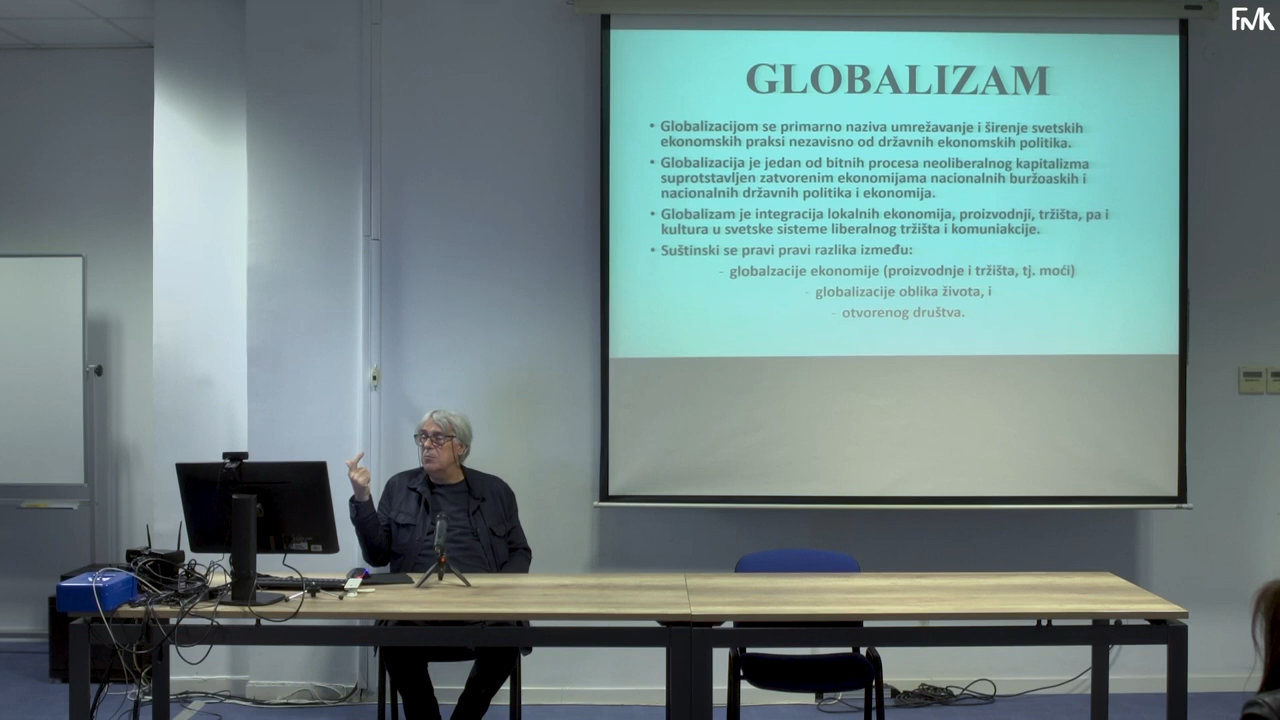 FMK
GLOBALIZAM
• Globalizacijom se primarno naziva umrežavanje i širenje svetskih
ekonomskih praksi nezavisno od državnih ekonomskih politika.
• Globalizacija je jedan od bitnih procesa neoliberalnog kapitalizma
suprotstavljen zatvorenim ekonomijama nacionalnih buržoaskih i
nacionalnih državnih politika i ekonomija.
• Globalizam je integracija lokalnih ekonomija, proizvodnji, tržišta, pa i
kultura u svetske sisteme liberalnog tržišta i komuniakcije.
• Suštinski se pravi pravi razlika između:
- globalzacije ekonomije (proizvodnje i tržišta, tj. moći)
- globalizacije oblika života, i
- otvorenog društva.